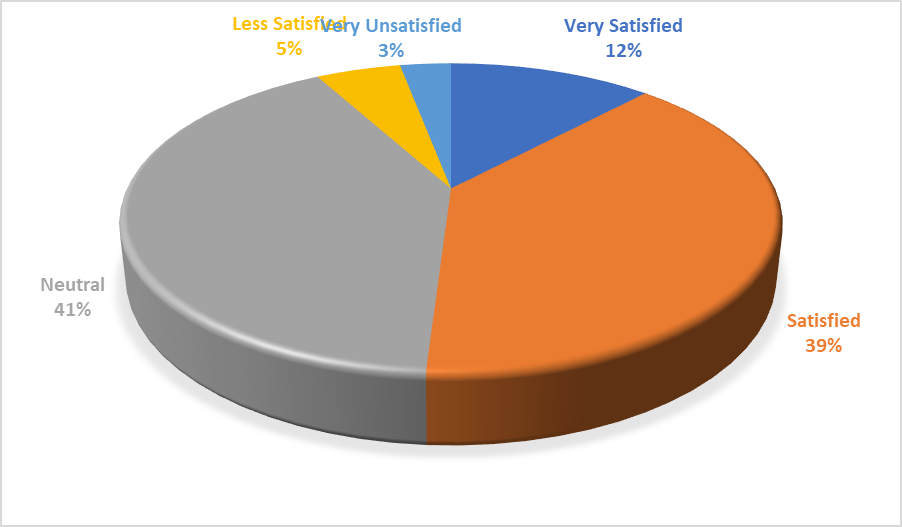 Less Satisfied
5%
Very Unsatisfied
3%
Very Satisfied
12%
Neutral
41%
Satisfied
39%